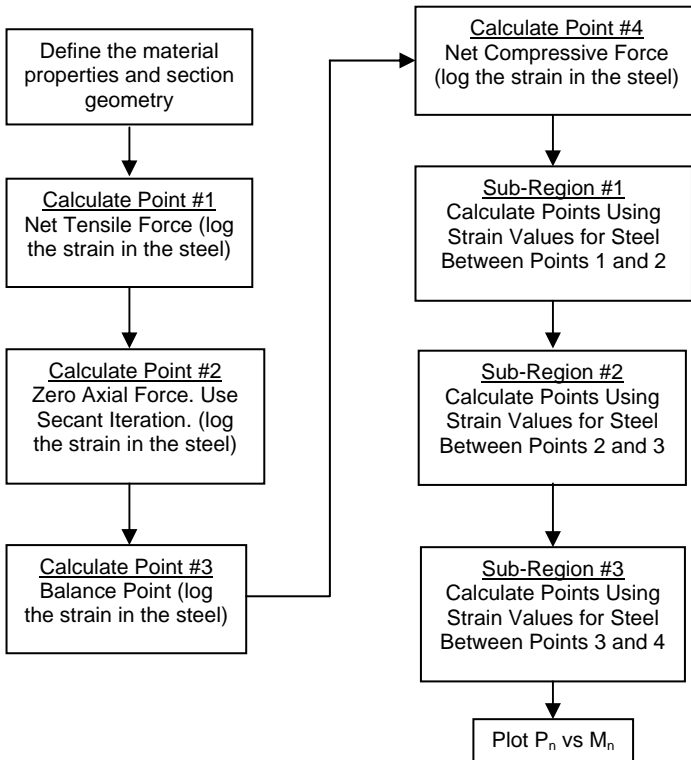 Define the material
properties and section
geometry
Calculate Point #1
Net Tensile Force (log
the strain in the steel)
Calculate Point #2
Zero Axial Force. Use
Secant Iteration. (log
the strain in the steel)
Calculate Point #3
Balance Point (log
the strain in the steel)
Calculate Point #4
Net Compressive Force
(log the strain in the steel)
Sub-Region #1
Calculate Points Using
Strain Values for Steel
Between Points 1 and 2
Sub-Region #2
Calculate Points Using
Strain Values for Steel
Between Points 2 and 3
Sub-Region #3
Calculate Points Using
Strain Values for Steel
Between Points 3 and 4
Plot Pn vs Mn